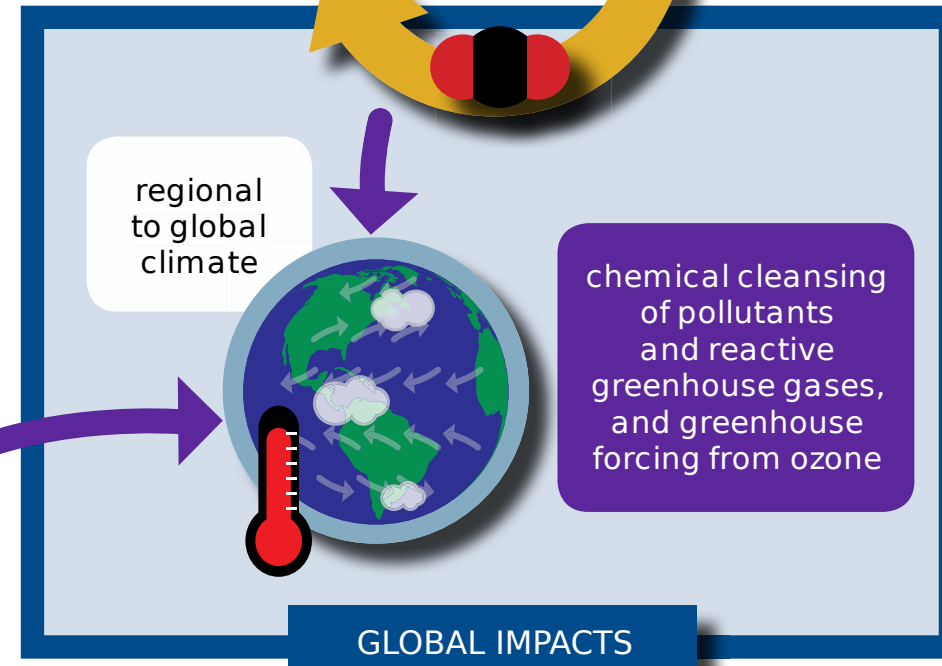 regional
to global
climate
chemical cleansing
of pollutants
and reactive
greenhouse gases,
and greenhouse
forcing from ozone
GLOBAL IMPACTS